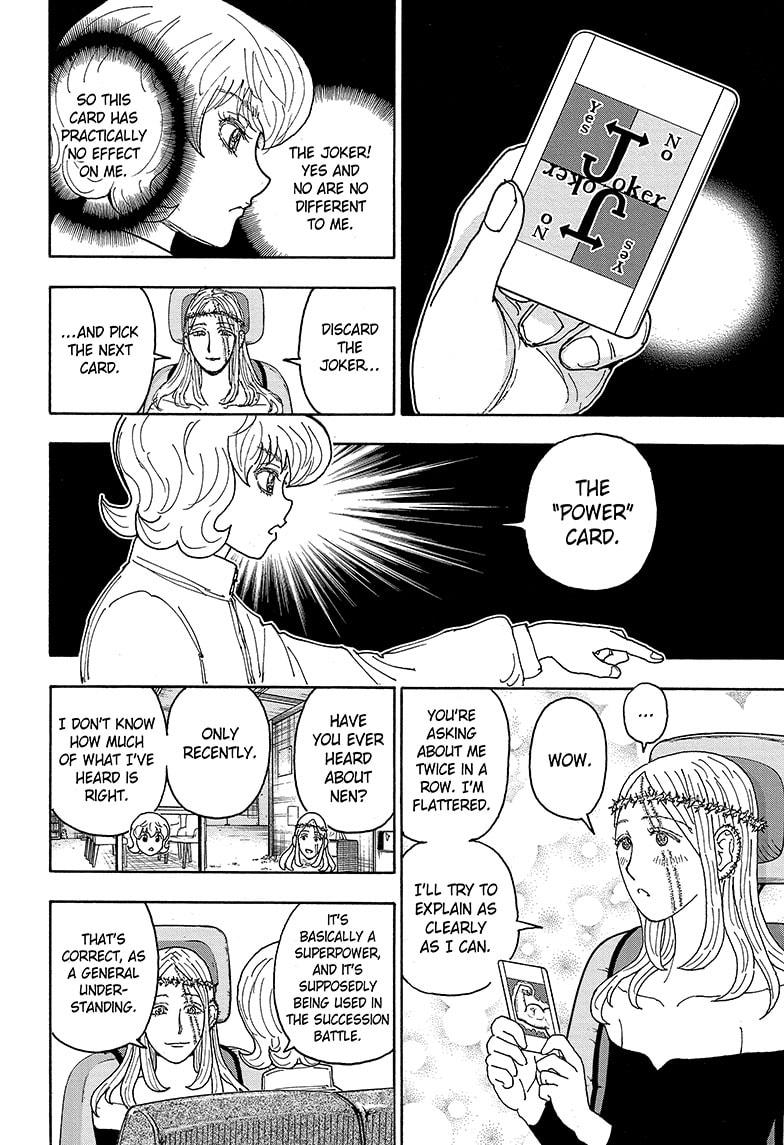 Yes
No
Joker
Joker
No
Yes
THE JOKER!
YES AND
NO ARE NO
DIFFERENT
TO ME.
SO THIS
CARD HAS
PRACTICALLY
NO EFFECT
ON ME.
DISCARD
THE
JOKER...
...AND PICK
THE NEXT
CARD.
THE
"POWER"
CARD.
...
WOW.
YOU'RE
ASKING
ABOUT ME
TWICE IN A
ROW. I'M
FLATTERED.
I'LL TRY TO
EXPLAIN AS
CLEARLY
AS I CAN.
HAVE
YOU EVER
HEARD
ABOUT
NEN?
ONLY
RECENTLY.
I DON'T KNOW
HOW MUCH
OF WHAT I'VE
HEARD IS
RIGHT.
IT'S
BASICALLY A
SUPERPOWER,
AND IT'S
SUPPOSEDLY
BEING USED IN
THE SUCCESSION
BATTLE.
THAT'S
CORRECT, AS
A GENERAL
UNDER-
STANDING.